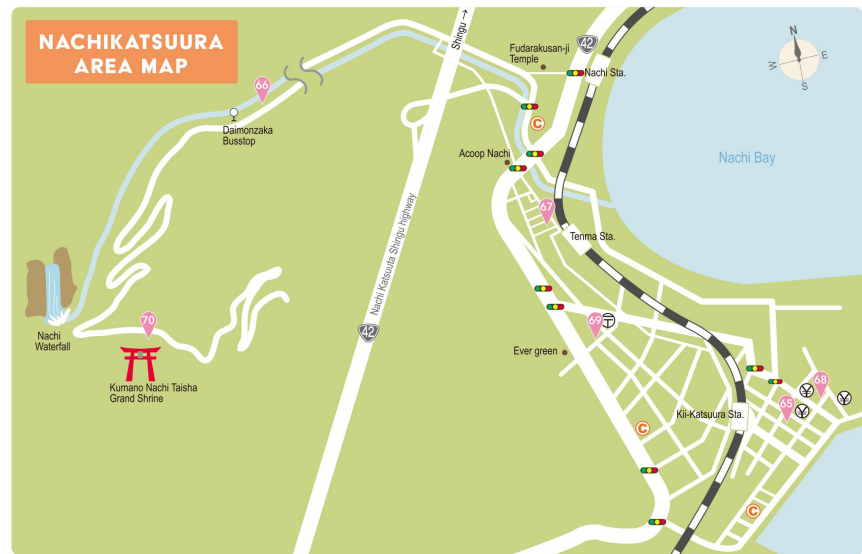 NACHIKATSUURA
AREA MAP
Shingu →
Fudarakusan-ji
Temple
42
Nachi Sta.
N
W
E
S
66
Daimonzaka
Busstop
C
Acoop Nachi
Nachi Bay
67
Tenma Sta.
Nachi Katsuuta Shingu highway
42
Nachi
Waterfall
70
Kumano Nachi Taisha
Grand Shrine
69
〒
Ever green
Kii-Katsuura Sta.
65
68
¥
¥
¥
C
C